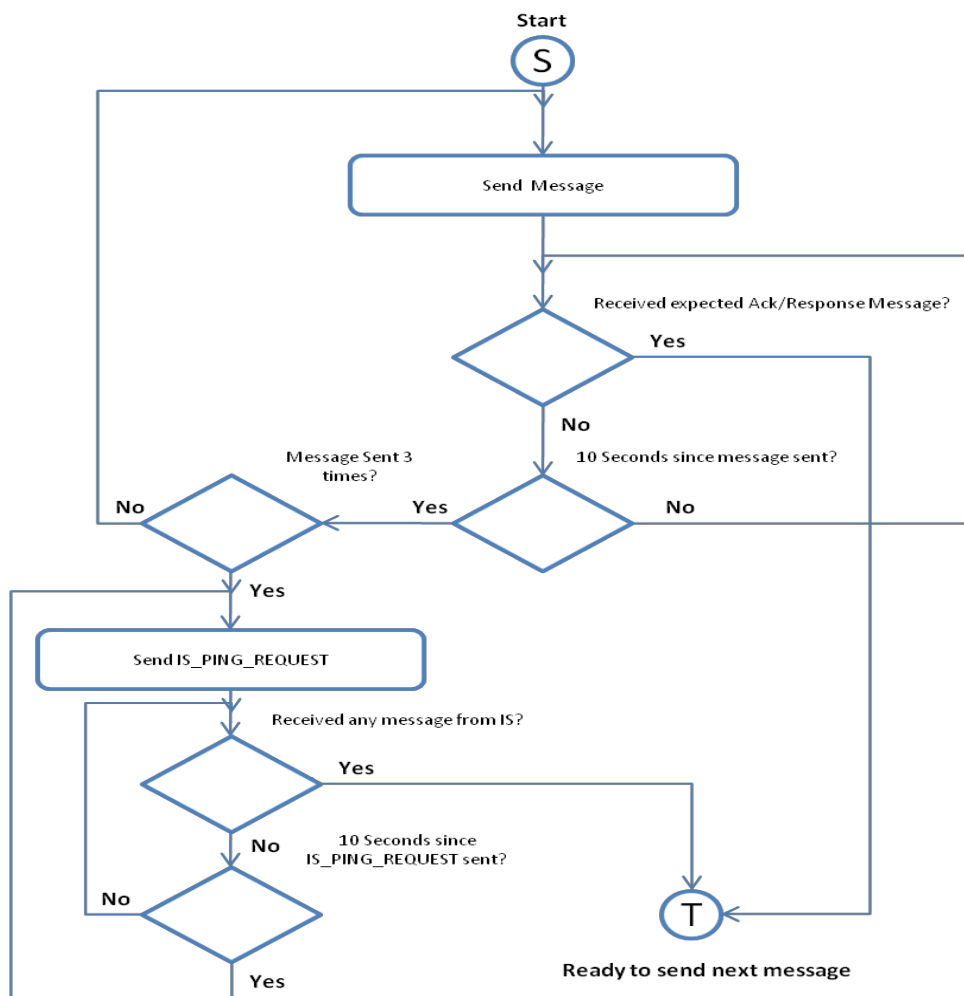 Start
S
Send Message
Received expected Ack/Response Message?
Yes
No
10 Seconds since message sent?
Message Sent 3
times?
No
Yes
No
Yes
Send IS_PING_REQUEST
Received any message from IS?
Yes
No
10 Seconds since
IS_PING_REQUEST sent?
No
T
Yes
Ready to send next message